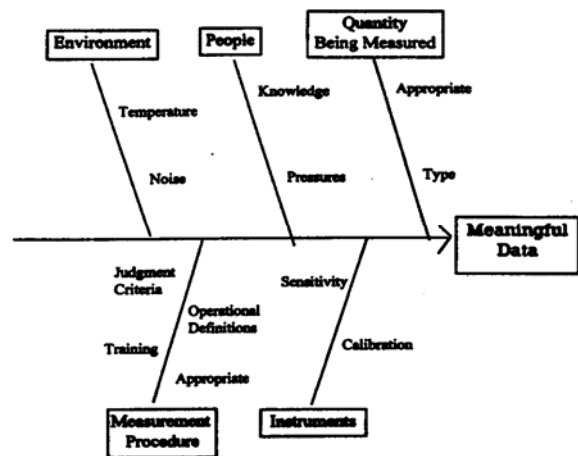 Environment
People
Quantity
Being Measured
Temperature
Noise
Knowledge
Pressures
Appropriate
Type
Meaningful
Data
Judgment
Criteria
Operational
Definitions
Training
Appropriate
Sensitivity
Calibration
Measurement
Procedure
Instruments